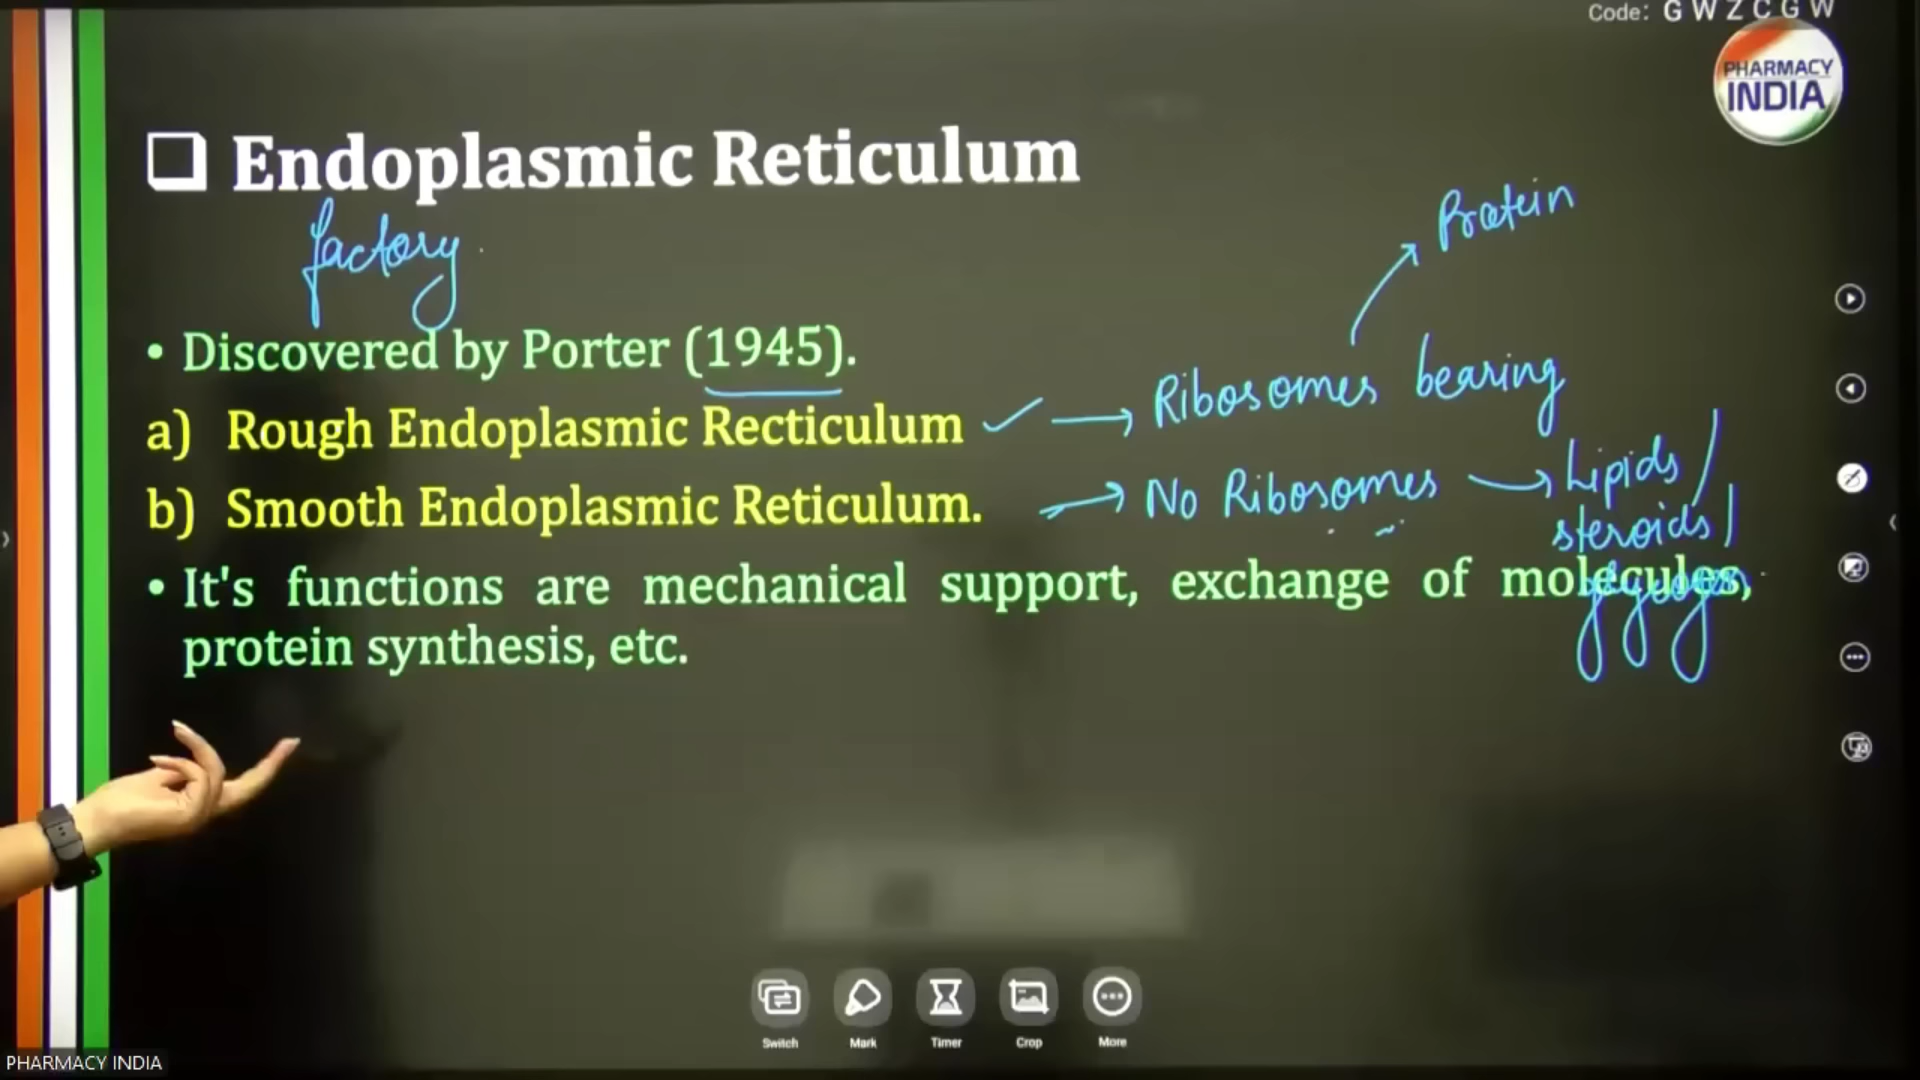 Code: G W Z C G W
PHARMACY
INDIA
❑ Endoplasmic Reticulum
factory
Protein
• Discovered by Porter (1945).
a) Rough Endoplasmic Recticulum → Ribosomes bearing
b) Smooth Endoplasmic Reticulum. → No Ribosomes → Lipids /
steroids /
glycogen
• It's functions are mechanical support, exchange of molecules,
protein synthesis, etc.
Switch Mark Timer Crop More
PHARMACY INDIA